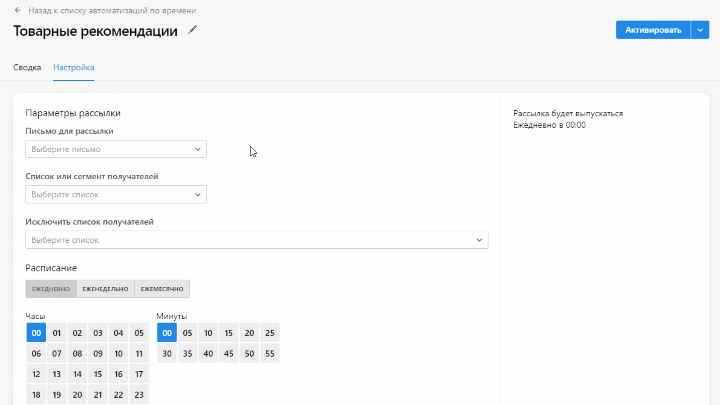 Назад к списку автоматизаций по времени
Товарные рекомендации
Активировать
Сводка Настройка
Параметры рассылки
Письмо для рассылки
Выберите письмо
Список или сегмент получателей
Выберите список
Исключить список получателей
Выберите список
Расписание
ЕЖЕДНЕВНО ЕЖЕНЕДЕЛЬНО ЕЖЕМЕСЯЧНО
Часы
00 01 02 03 04 05
06 07 08 09 10 11
12 13 14 15 16 17
18 19 20 21 22 23
Минуты
00 05 10 15 20 25
30 35 40 45 50 55
Рассылка будет выпускаться
Ежедневно в 00:00